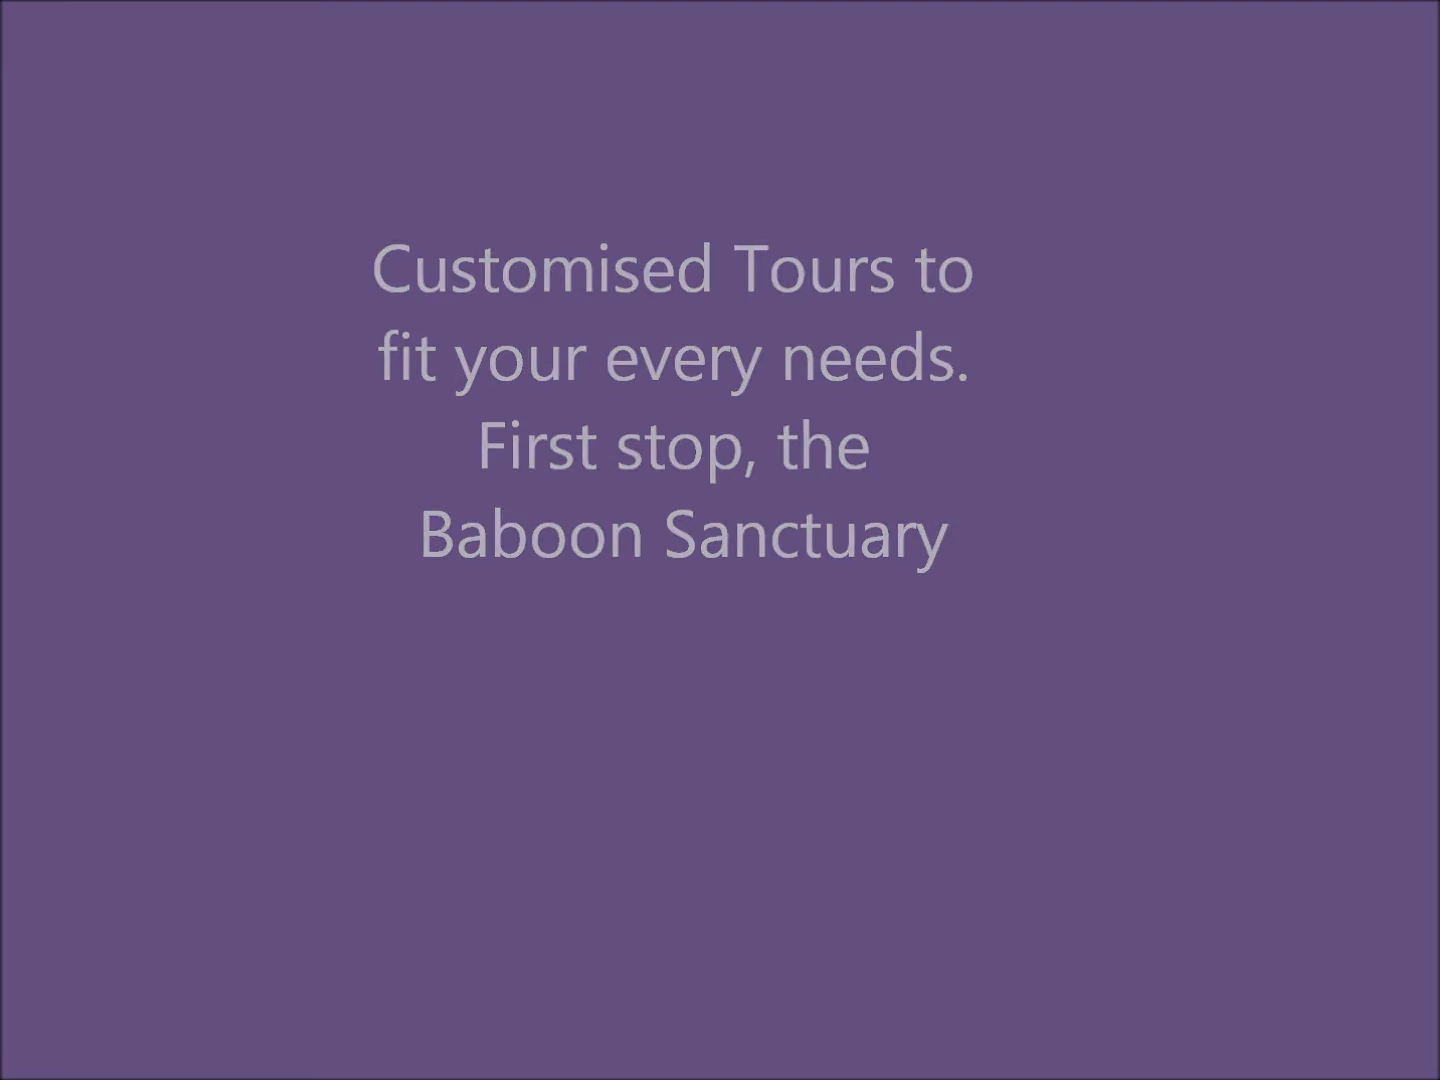 Customised Tours to
fit your every needs.
First stop, the
Baboon Sanctuary